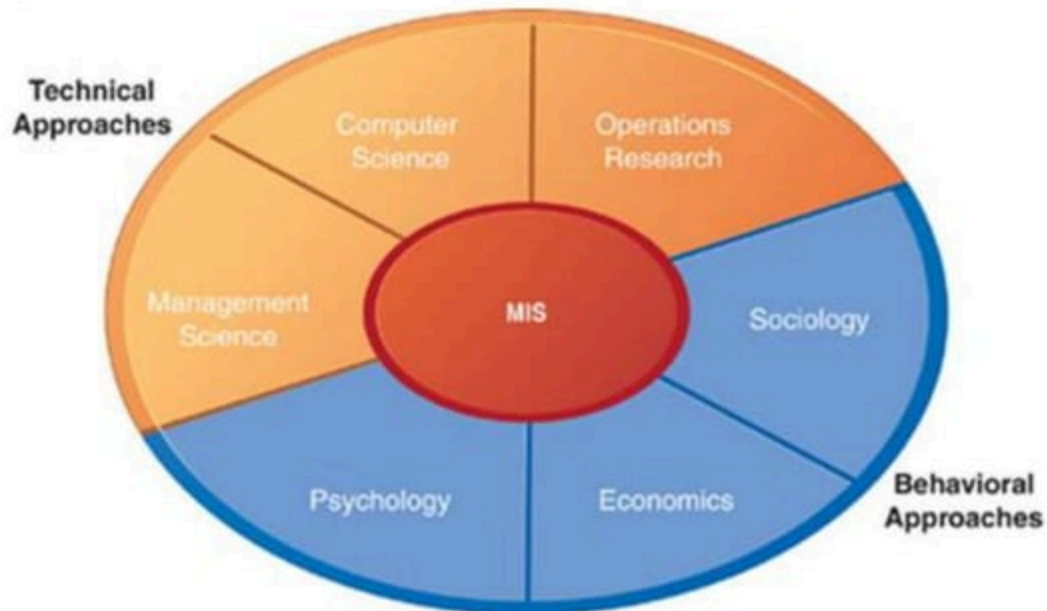 Technical
Approaches
Computer
Science
Operations
Research
Management
Science
MIS
Sociology
Psychology
Economics
Behavioral
Approaches